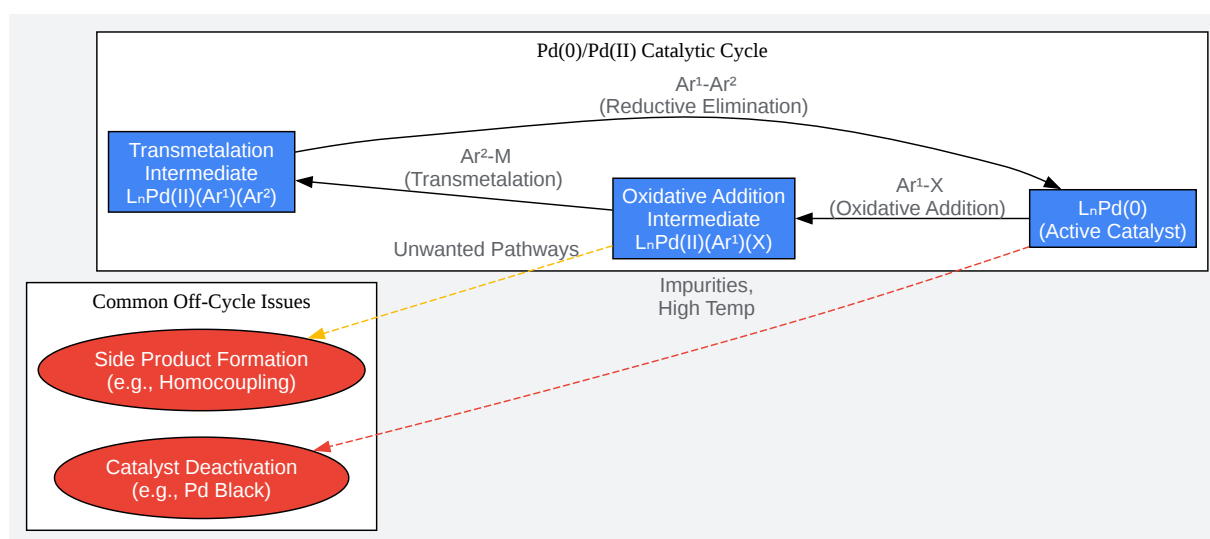 Pd(0)/Pd(II) Catalytic Cycle
Ar¹-Ar²
(Reductive Elimination)
Transmetalation
Intermediate
LₙPd(II)(Ar¹)(Ar²)
Ar²-M
(Transmetalation)
Oxidative Addition
Intermediate
LₙPd(II)(Ar¹)(X)
Ar¹-X
(Oxidative Addition)
LₙPd(0)
(Active Catalyst)
Unwanted Pathways
Impurities,
High Temp
Common Off-Cycle Issues
Side Product Formation
(e.g., Homocoupling)
Catalyst Deactivation
(e.g., Pd Black)